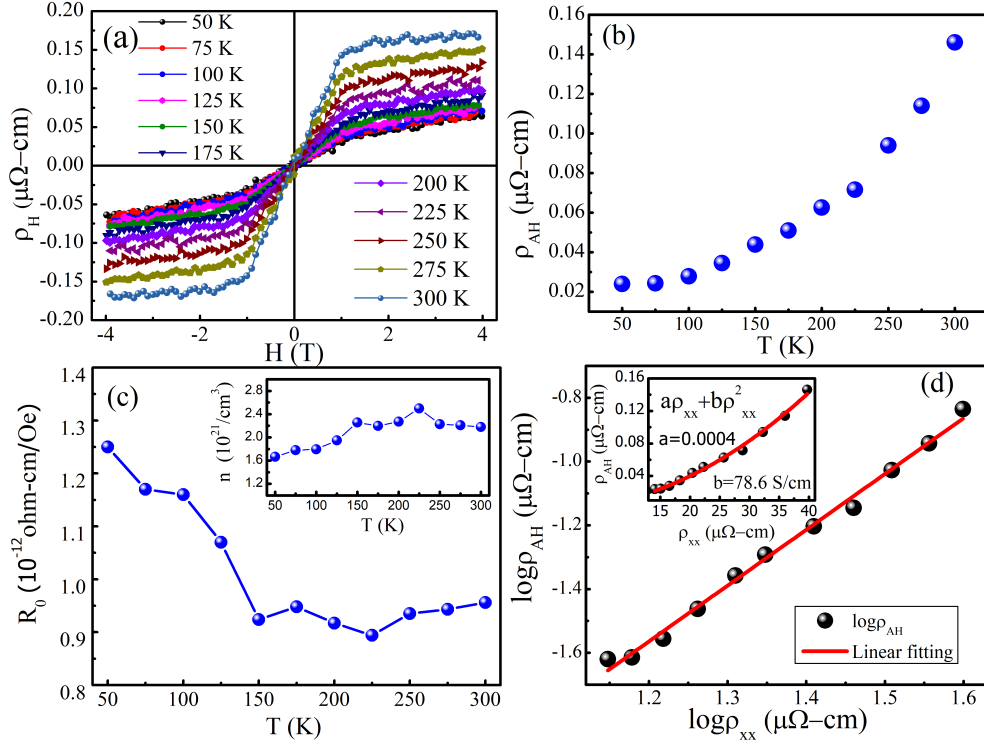 (a)
50 K
75 K
100 K
125 K
150 K
175 K
200 K
225 K
250 K
275 K
300 K
0.20
0.15
0.10
0.05
0.00
-0.05
-0.10
-0.15
-0.20
ρH (μΩ−cm)
-4 -2 0 2 4
H (T)
(b)
0.16
0.14
0.12
0.10
0.08
0.06
0.04
0.02
ρAH (μΩ−cm)
50 100 150 200 250 300
T (K)
(c)
1.4
1.3
1.2
1.1
1.0
0.9
0.8
R0 (10^-12 ohm-cm/Oe)
50 100 150 200 250 300
T (K)
2.8
2.4
2.0
1.6
1.2
n (10^21/cm^3)
50 100 150 200 250 300
T (K)
(d)
-0.8
-1.0
-1.2
-1.4
-1.6
logρAH (μΩ−cm)
1.2 1.3 1.4 1.5 1.6
logρxx (μΩ−cm)
logρAH
Linear fitting
0.16
0.12
0.08
0.04
ρAH (μΩ−cm)
aρxx+bρ²xx
a=0.0004
b=78.6 S/cm
15 20 25 30 35 40
ρxx (μΩ−cm)